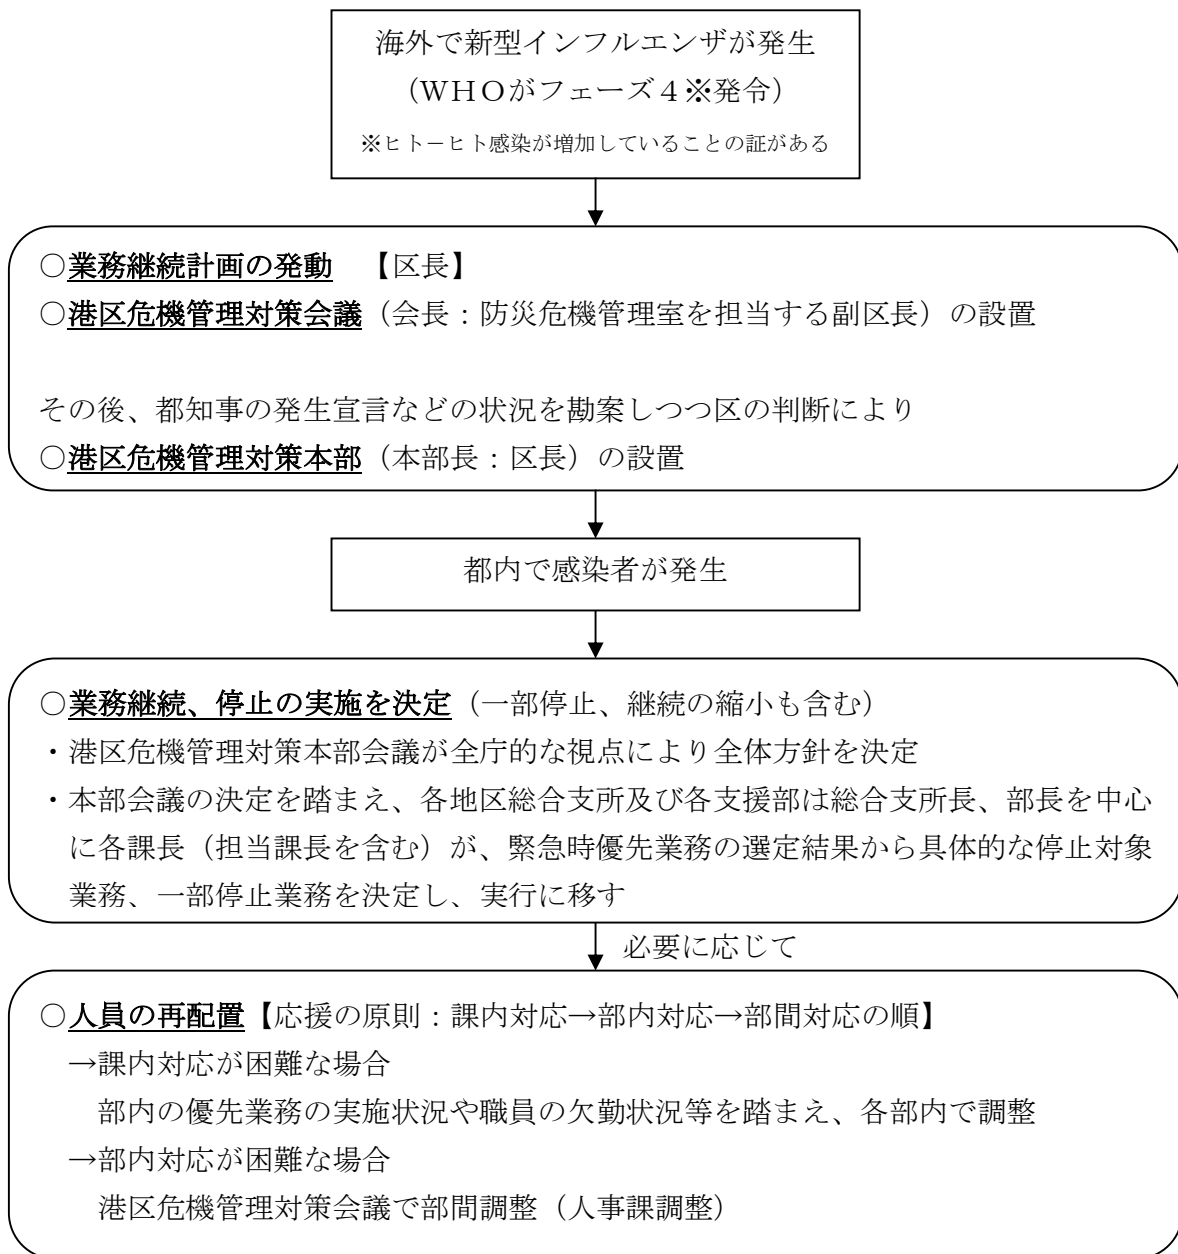 海外で新型インフルエンザが発生
（ＷＨＯがフェーズ４※発令）
※ヒト－ヒト感染が増加していることの証がある
○業務継続計画の発動　【区長】
○港区危機管理対策会議（会長：防災危機管理室を担当する副区長）の設置
その後、都知事の発生宣言などの状況を勘案しつつ区の判断により
○港区危機管理対策本部（本部長：区長）の設置
都内で感染者が発生
○業務継続、停止の実施を決定（一部停止、継続の縮小も含む）
・港区危機管理対策本部会議が全庁的な視点により全体方針を決定
・本部会議の決定を踏まえ、各地区総合支所及び各支援部は総合支所長、部長を中心
に各課長（担当課長を含む）が、緊急時優先業務の選定結果から具体的な停止対象
業務、一部停止業務を決定し、実行に移す
必要に応じて
○人員の再配置【応援の原則：課内対応→部内対応→部間対応の順】
→課内対応が困難な場合
部内の優先業務の実施状況や職員の欠勤状況等を踏まえ、各部内で調整
→部内対応が困難な場合
港区危機管理対策会議で部間調整（人事課調整）